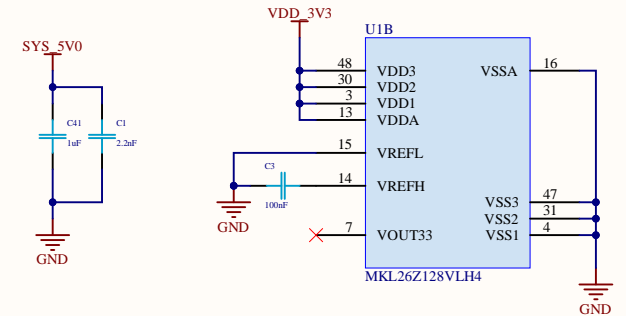 VDD_3V3
U1B
SYS_5V0
48 VDD3 VSSA 16
30 VDD2
3 VDD1
13 VDDA
C41 C1
1uF 2.2nF
15 VREFL
C3
14 VREFH
100nF
VSS3 47
VSS2 31
GND
7 VOUT33 VSS1 4
GND
MKL26Z128VLH4
GND